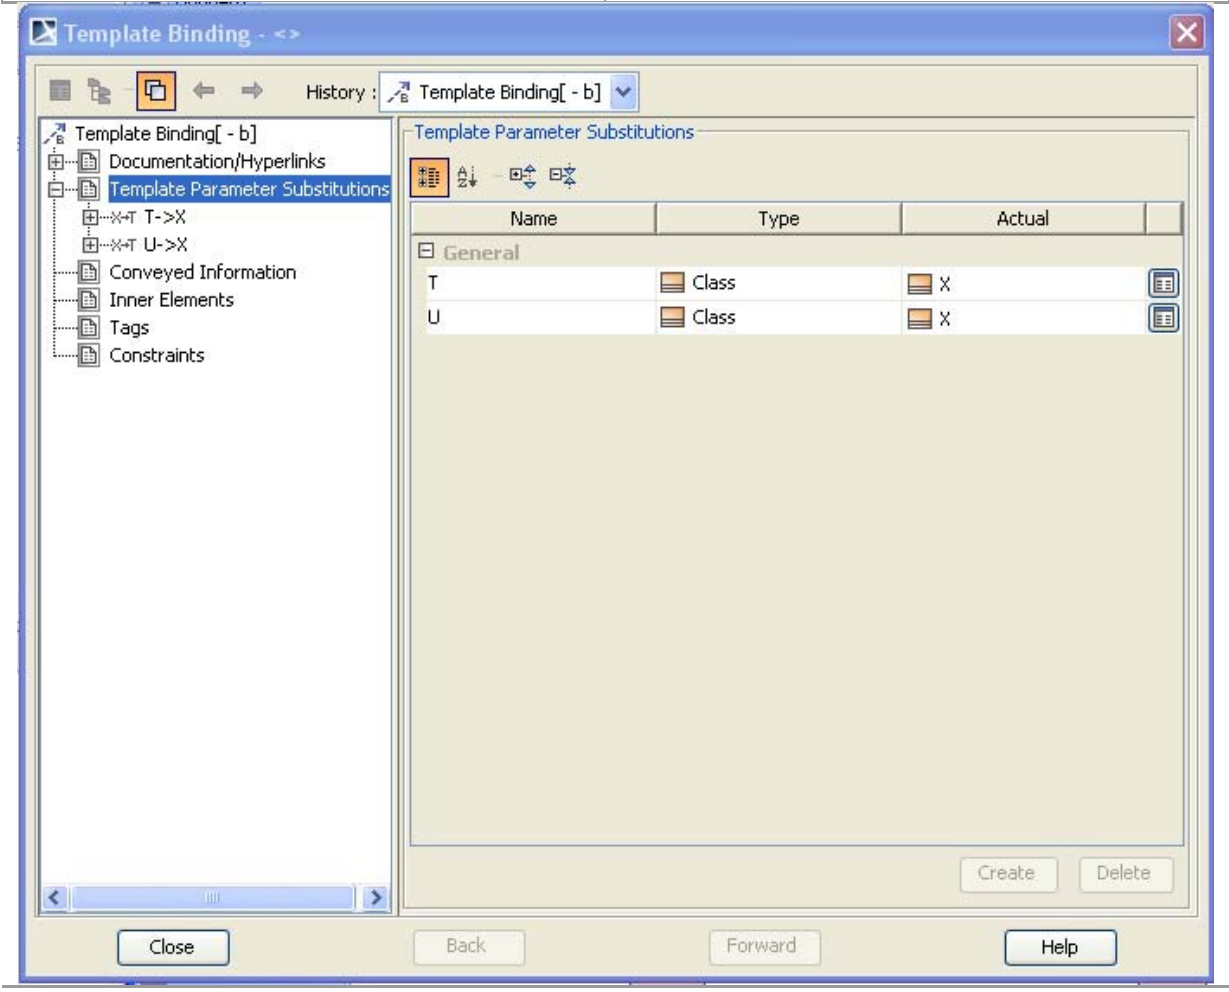 Template Binding - <>
History : Template Binding[ - b]
Template Binding[ - b]
Documentation/Hyperlinks
Template Parameter Substitutions
T->X
U->X
Conveyed Information
Inner Elements
Tags
Constraints
Template Parameter Substitutions
Name Type Actual
General
T Class X
U Class X
Create Delete
Close Back Forward Help